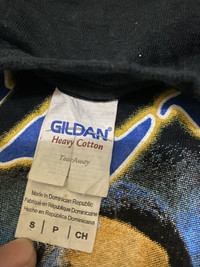 GILDAN
Heavy Cotton
TearAway
Made in Dominican Republic
Fabriqué en République Dominicaine
Hecho en República Dominicana
S P CH